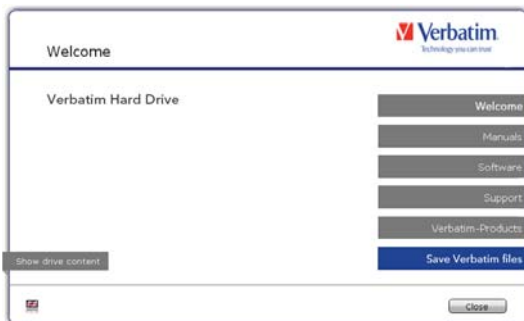 Welcome
Verbatim
Technology you can trust
Verbatim Hard Drive
Welcome
Manuals
Software
Support
Verbatim-Products
Save Verbatim files
Show drive content
Close